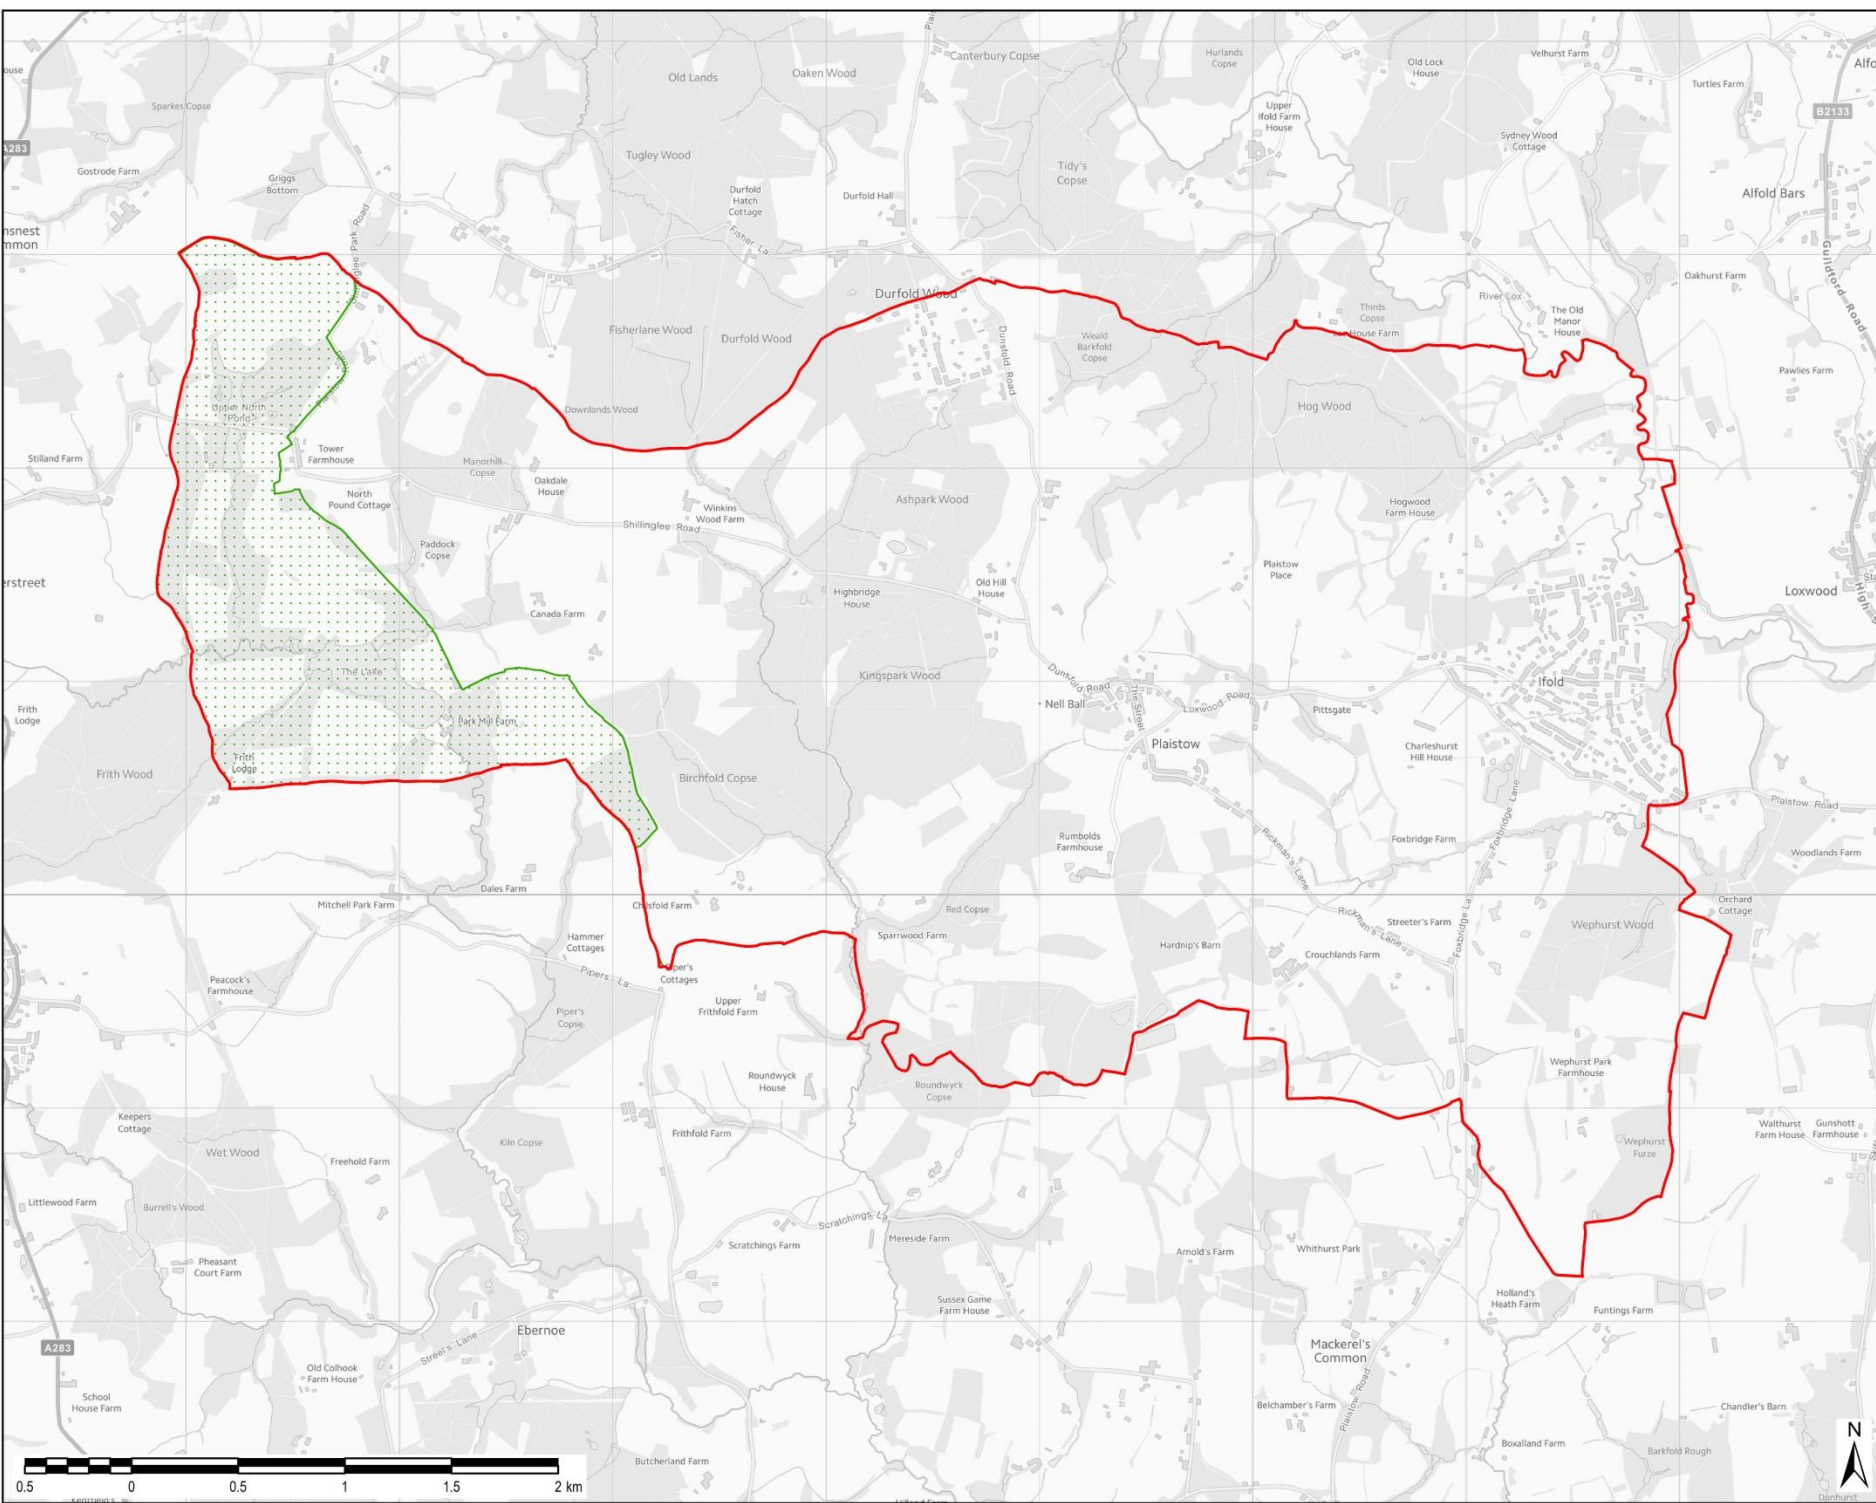 Canterbury Copse
Hurlands
Copse
Old Lock
House
Velhurst Farm
Turtles Farm
Old Lands
Oaken Wood
Sparkes Copse
Upper
Ifold Farm
House
B2133
A283
Sydney Wood
Cottage
Tugley Wood
Tidy's
Copse
Gostrode Farm
Griggs
Bottom
Durfold
Hatch
Cottage
Durfold Hall
Alfold Bars
Fisher La
Guildford Road
Oakhurst Farm
Durfold Wood
River Lox
Thirds
Copse
The Old
Manor
House
Fisherlane Wood
Durfold Wood
Dunsfold Road
Weald
Barkfold
Copse
House Farm
Pawlies Farm
Upper North
Pond
Downlands Wood
Hog Wood
Tower
Farmhouse
Stilland Farm
Manorhill
Copse
Oakdale
House
North
Pound Cottage
Ashpark Wood
Winkins
Wood Farm
Hogwood
Farm House
Shillinglee Road
Paddock
Copse
Plaistow
Place
Old Hill
House
Highbridge
House
Loxwood
High
Canada Farm
The Lake
Kingspark Wood
Dunsfold Road
Ifold
Loxwood Road
The Street
Nell Ball
Pittsgate
Frith
Lodge
Park Mill Farm
Plaistow
Charleshurst
Hill House
Frith
Lodge
Frith Wood
Birchfold Copse
Foxbridge Lane
Plaistow Road
Rumbolds
Farmhouse
Rickman's Lane
Foxbridge Farm
Woodlands Farm
Dales Farm
Mitchell Park Farm
Chilsfold Farm
Red Copse
Orchard
Cottage
Rickman's Lane
Streeter's Farm
Foxbridge La
Wephurst Wood
Hammer
Cottages
Sparrwood Farm
Hardnip's Barn
Crouchlands Farm
Pipers La
Piper's
Cottages
Peacock's
Farmhouse
Upper
Frithfold Farm
Piper's
Copse
Wephurst Park
Farmhouse
Roundwyck
House
Roundwyck
Copse
Keepers
Cottage
Walthurst
Farm House
Gunshott
Farmhouse
Frithfold Farm
Kiln Copse
Wephurst
Furze
Wet Wood
Freehold Farm
Littlewood Farm
Burrell's Wood
Scratchings La
Scratchings Farm
Mereside Farm
Arnold's Farm
Whithurst Park
Pheasant
Court Farm
Sussex Game
Farm House
Holland's
Heath Farm
Funtings Farm
Ebernoe
Streel's Lane
A283
Mackerel's
Common
Old Colhook
Farm House
School
House Farm
Belchamber's Farm
Plaistow Road
Chandler's Barn
N
Boxalland Farm
Barkfold Rough
Butcherland Farm
0.5 0 0.5 1 1.5 2 km